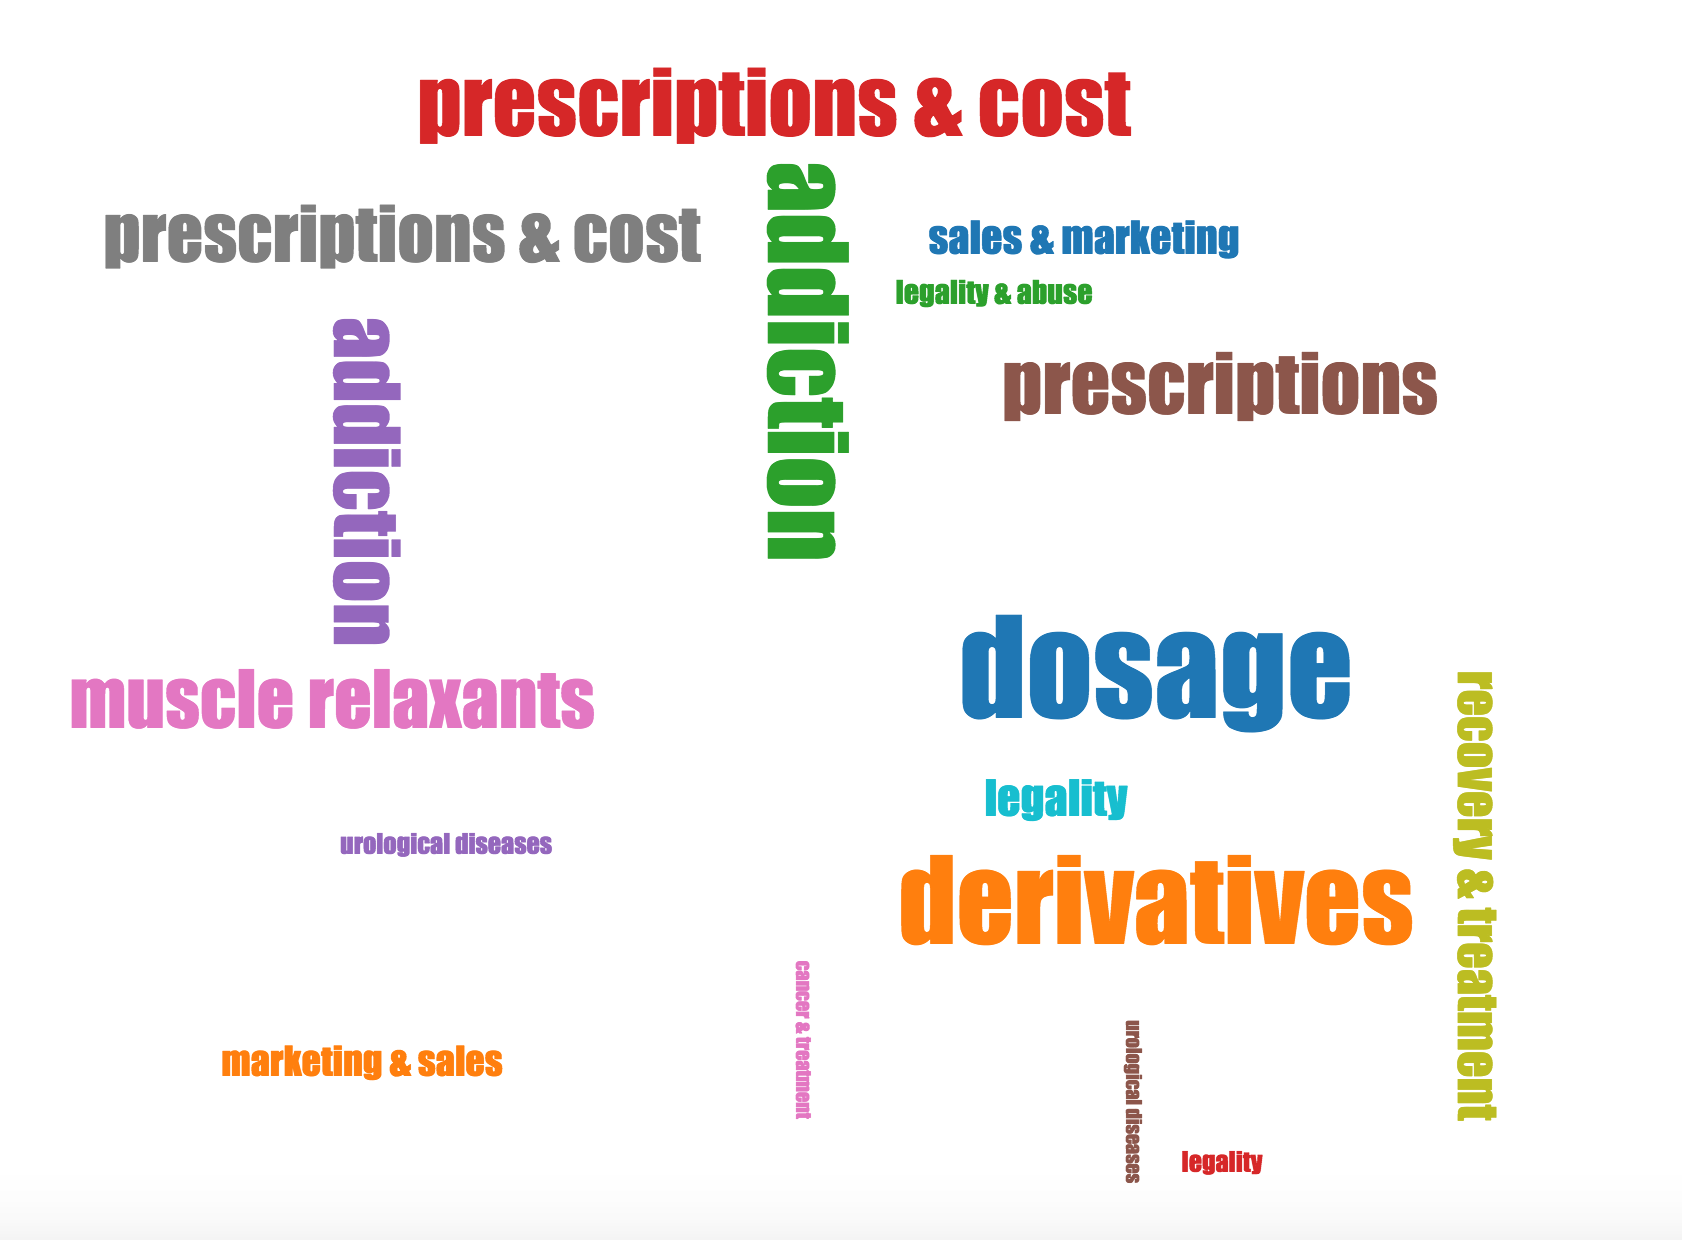 prescriptions & cost
addiction
prescriptions & cost
sales & marketing
legality & abuse
addiction
prescriptions
dosage
muscle relaxants
recovery & treatment
legality
urological diseases
derivatives
cancer & treatment
urological diseases
marketing & sales
legality